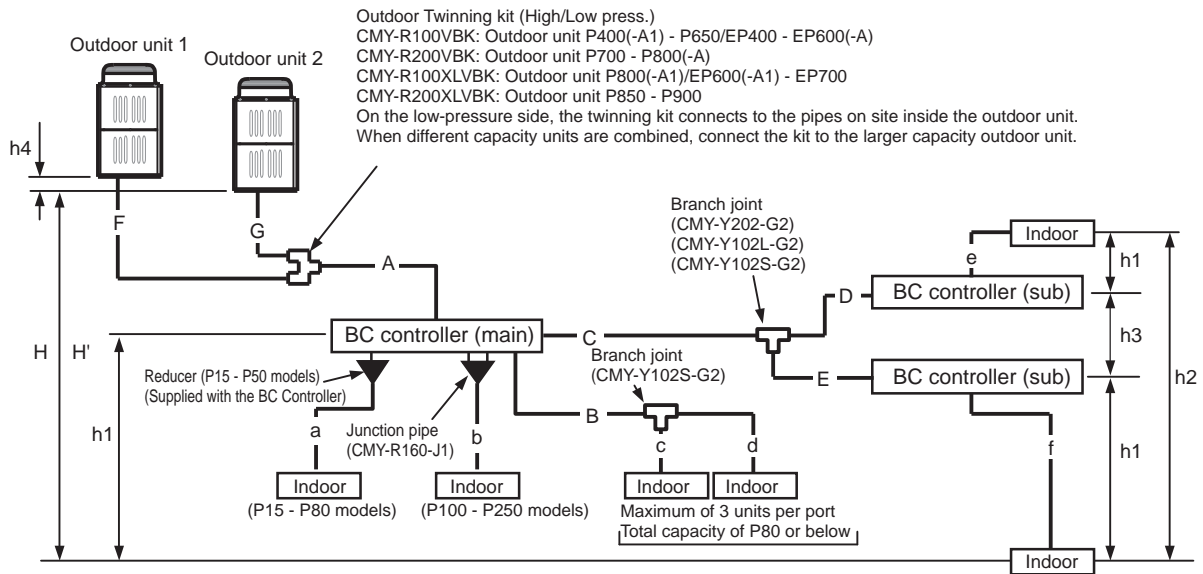 Outdoor Twinning kit (High/Low press.)
CMY-R100VBK: Outdoor unit P400(-A1) - P650/EP400 - EP600(-A)
CMY-R200VBK: Outdoor unit P700 - P800(-A)
CMY-R100XLVBK: Outdoor unit P800(-A1)/EP600(-A1) - EP700
CMY-R200XLVBK: Outdoor unit P850 - P900
On the low-pressure side, the twinning kit connects to the pipes on site inside the outdoor unit.
When different capacity units are combined, connect the kit to the larger capacity outdoor unit.
Outdoor unit 1
Outdoor unit 2
h4
F
G
A
H
H'
h1
BC controller (main)
Reducer (P15 - P50 models)
(Supplied with the BC Controller)
Junction pipe
(CMY-R160-J1)
a
b
Indoor
(P15 - P80 models)
Indoor
(P100 - P250 models)
C
B
Branch joint
(CMY-Y102S-G2)
c
d
Indoor
Indoor
Maximum of 3 units per port
Total capacity of P80 or below
Branch joint
(CMY-Y202-G2)
(CMY-Y102L-G2)
(CMY-Y102S-G2)
D
E
Indoor
e
BC controller (sub)
BC controller (sub)
f
Indoor
h1
h3
h1
h2